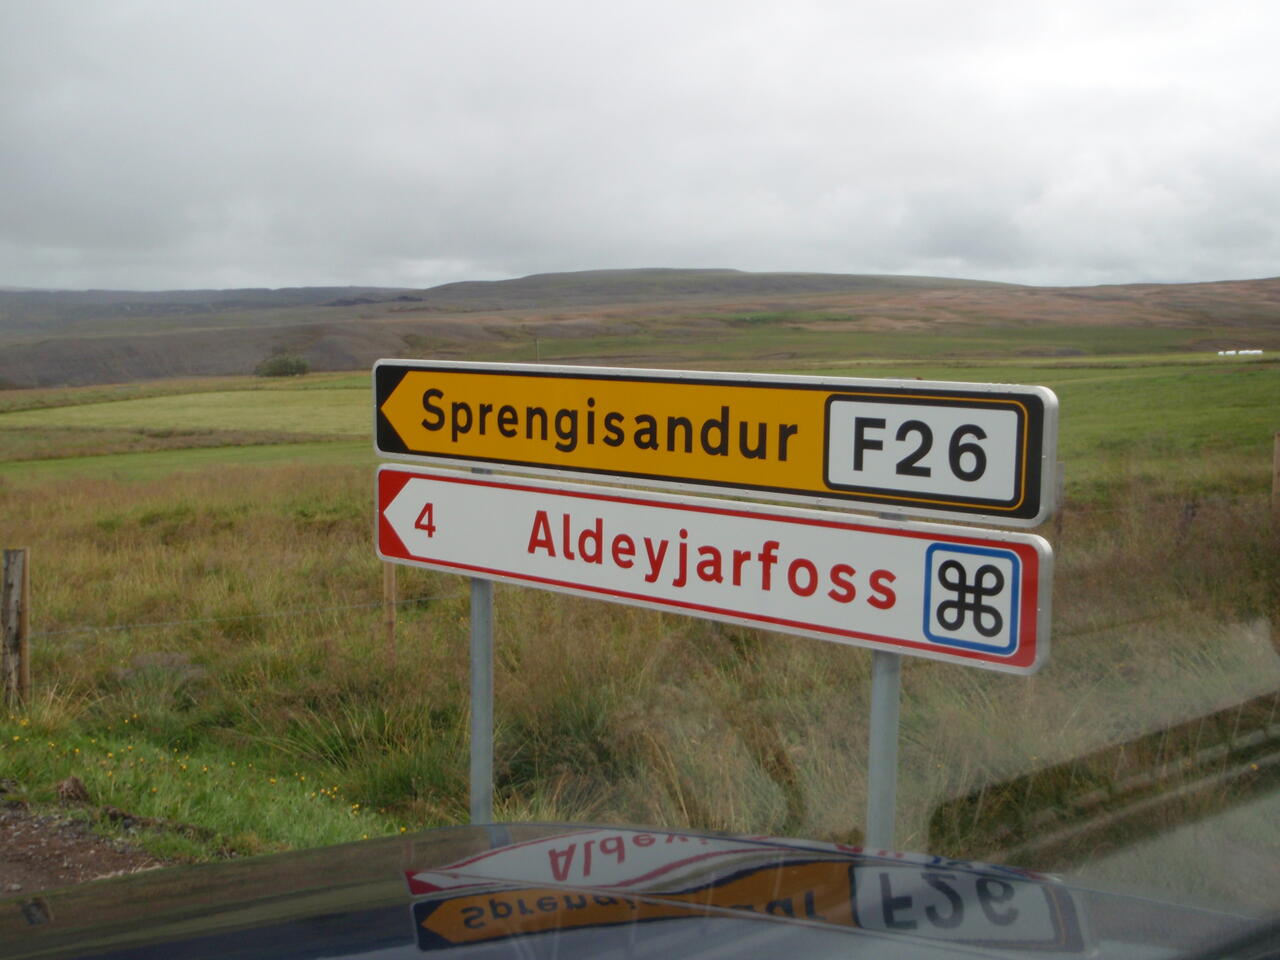 Sprengisandur F26
4 Aldeyjarfoss ⌘